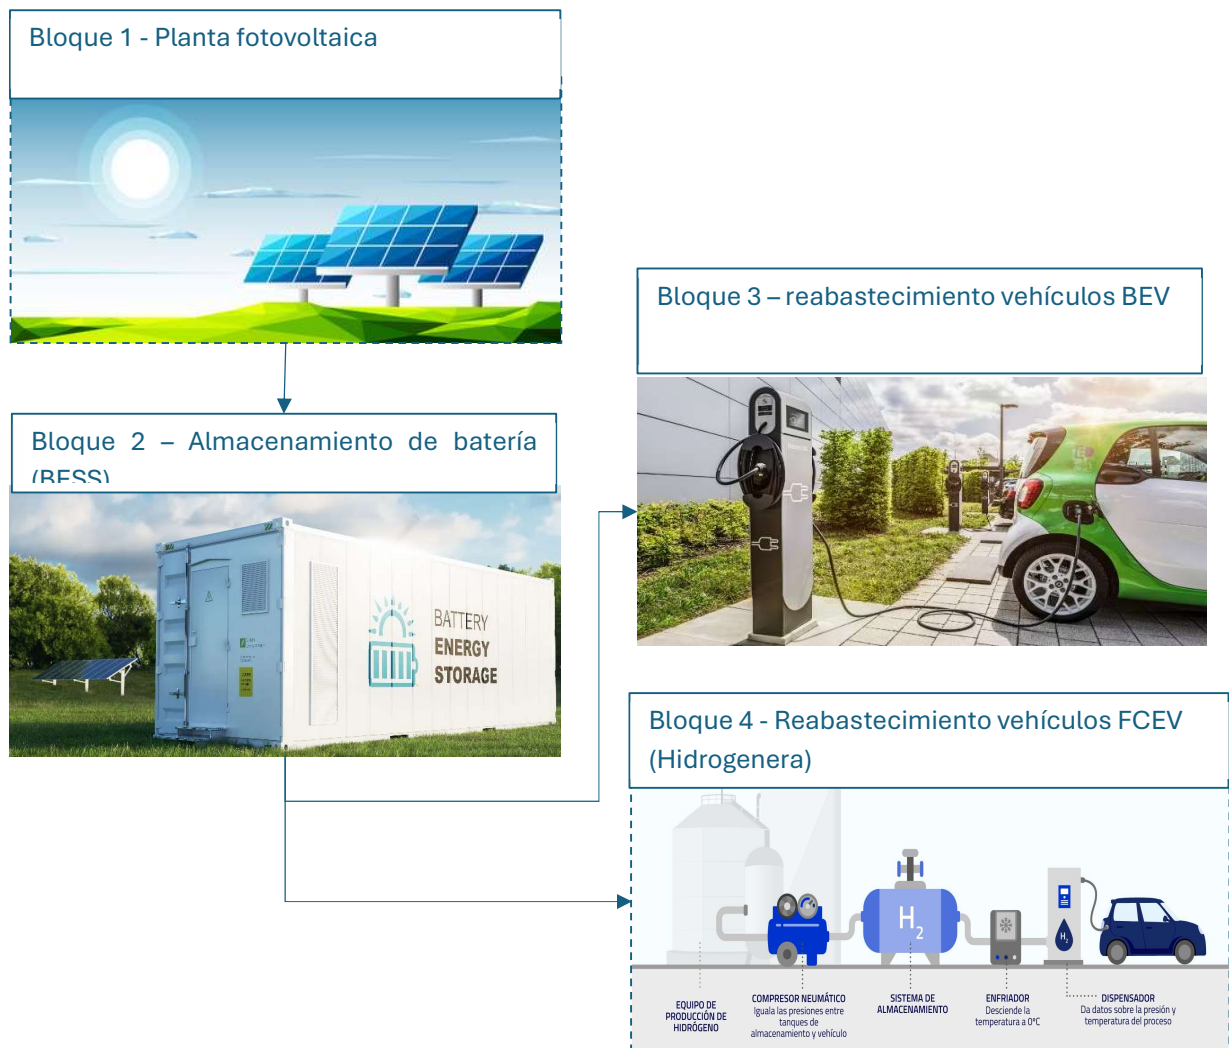 Bloque 1 - Planta fotovoltaica
Bloque 3 – reabastecimiento vehículos BEV
Bloque 2 – Almacenamiento de batería
(BESS)
BATTERY
ENERGY
STORAGE
Bloque 4 - Reabastecimiento vehículos FCEV
(Hidrogenera)
H2
H2
EQUIPO DE
PRODUCCIÓN DE
HIDRÓGENO
COMPRESOR NEUMÁTICO
Iguala las presiones entre
tanques de
almacenamiento y vehículo
SISTEMA DE
ALMACENAMIENTO
ENFRIADOR
Desciende la
temperatura a 0ºC
DISPENSADOR
Da datos sobre la presión y
temperatura del proceso